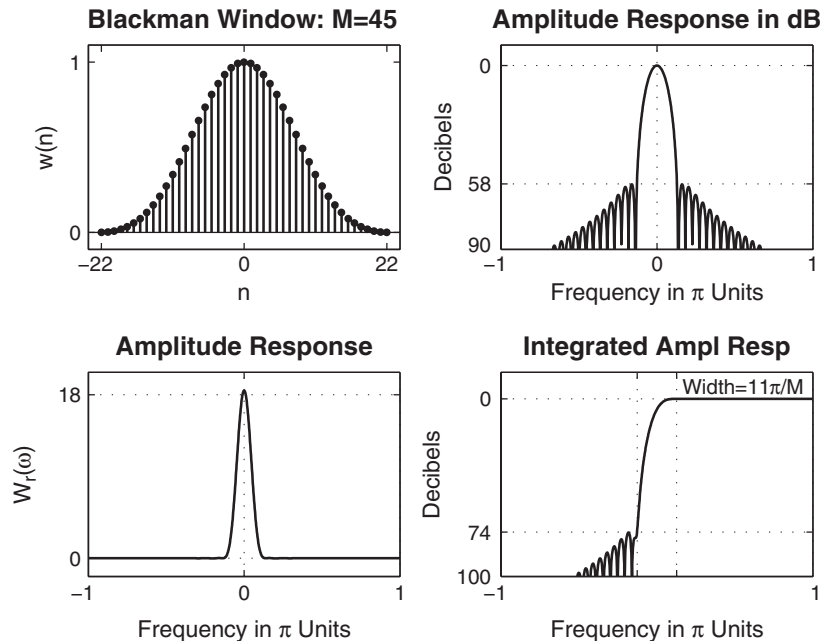 Blackman Window: M=45
1
w(n)
0
−22
0
22
n
Amplitude Response in dB
0
Decibels
58
90
−1
0
1
Frequency in π Units
Amplitude Response
18
Wr(ω)
0
−1
0
1
Frequency in π Units
Integrated Ampl Resp
Width=11π/M
0
Decibels
74
100
−1
1
Frequency in π Units